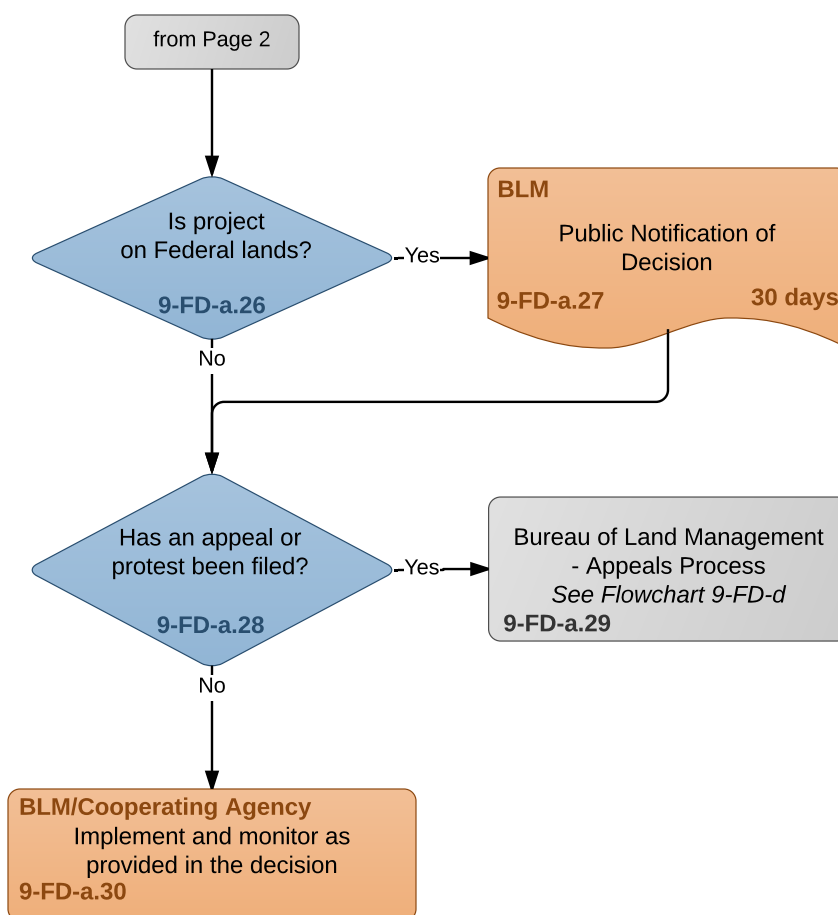 from Page 2
Is project
on Federal lands?
9-FD-a.26
Yes
BLM
Public Notification of
Decision
9-FD-a.27
30 days
No
Has an appeal or
protest been filed?
9-FD-a.28
Yes
Bureau of Land Management
- Appeals Process
See Flowchart 9-FD-d
9-FD-a.29
No
BLM/Cooperating Agency
Implement and monitor as
provided in the decision
9-FD-a.30